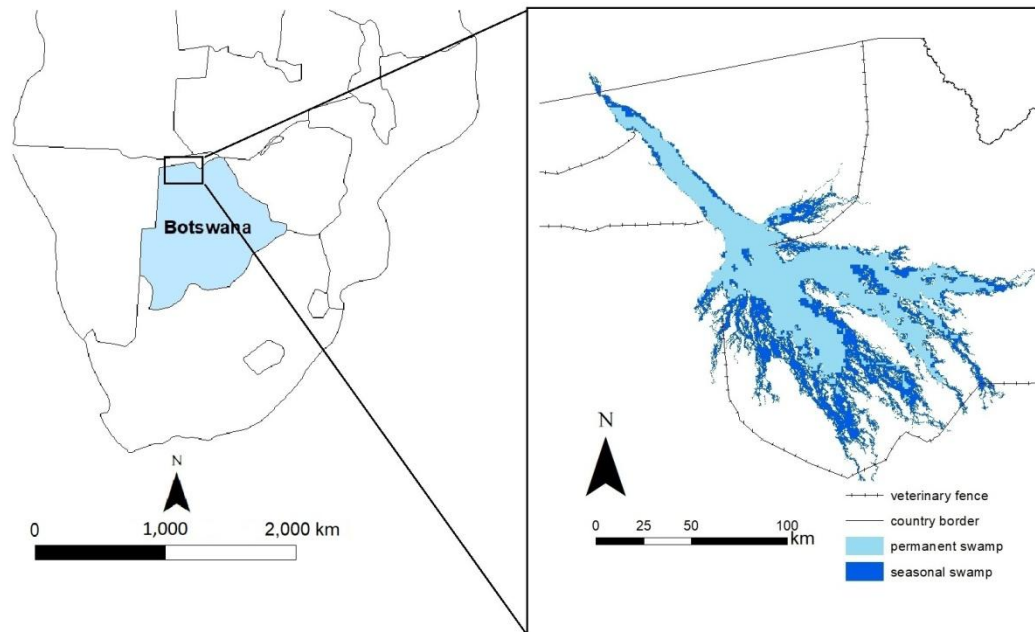 Botswana
N
0 1,000 2,000 km
N
0 25 50 100
km
veterinary fence
country border
permanent swamp
seasonal swamp